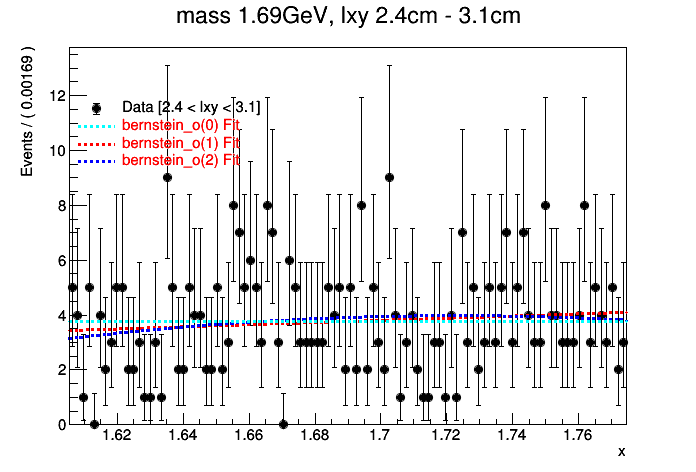 mass 1.69GeV, lxy 2.4cm - 3.1cm
Events / ( 0.00169 )
12
10
8
6
4
2
0
Data [2.4 < lxy < 3.1]
bernstein_o(0) Fit
bernstein_o(1) Fit
bernstein_o(2) Fit
1.62 1.64 1.66 1.68 1.7 1.72 1.74 1.76
x